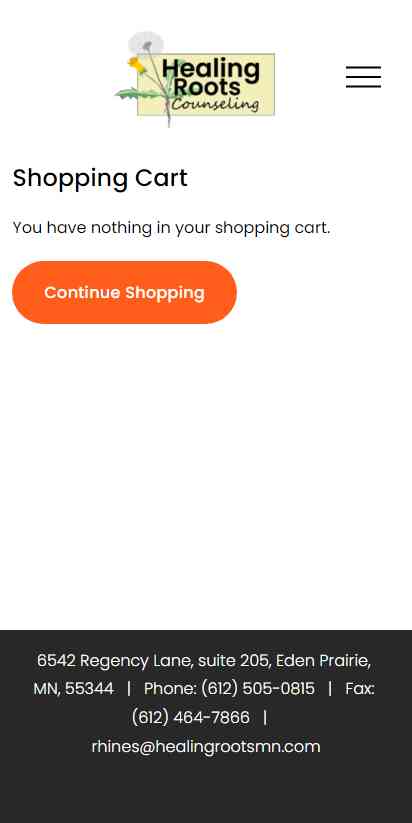 Healing
Roots
Counseling
Shopping Cart
You have nothing in your shopping cart.
Continue Shopping
6542 Regency Lane, suite 205, Eden Prairie,
MN, 55344 | Phone: (612) 505-0815 | Fax:
(612) 464-7866 |
rhines@healingrootsmn.com